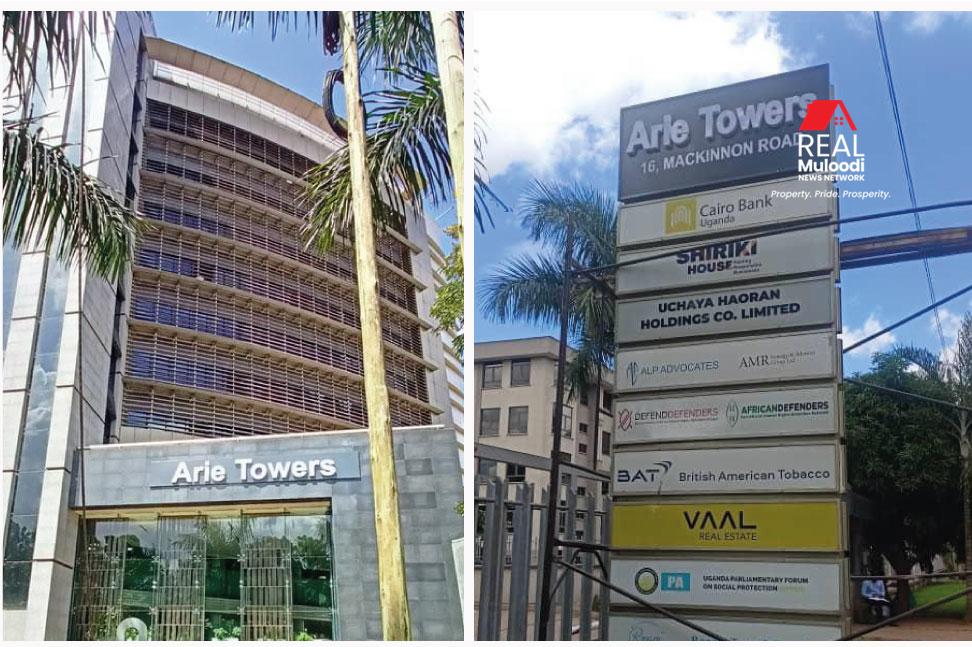 Arie Towers
Arie Towers
16, MACKINNON ROAD
REAL
Muloodi
NEWS NETWORK
Property. Pride. Prosperity.
Cairo Bank
Uganda
SHIRIKI
HOUSE
UCHAYA HAORAN
HOLDINGS CO. LIMITED
ALP ADVOCATES
AMR
DEFENDDEFENDERS
AFRICANDEFENDERS
BAT
British American Tobacco
VAAL
REAL ESTATE
PA
UGANDA PARLIAMENTARY FORUM
ON SOCIAL PROTECTION